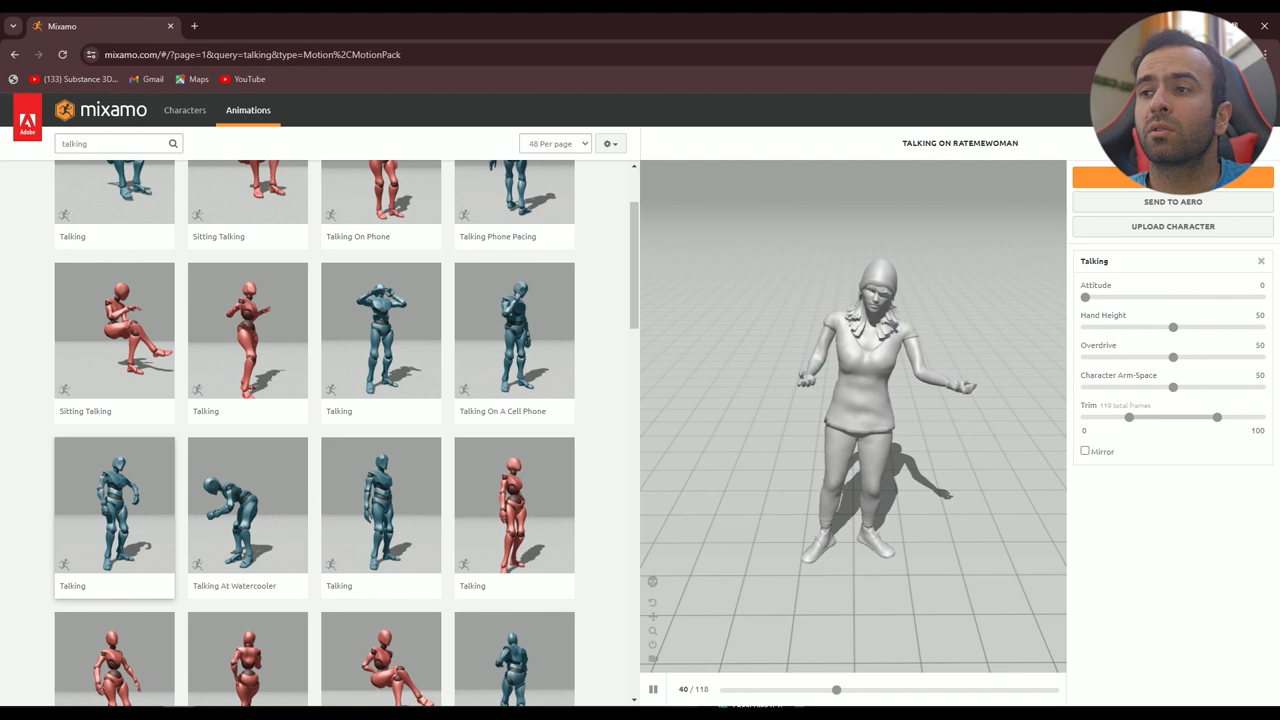 Mixamo
mixamo.com/#/?page=1&query=talking&type=Motion%2CMotionPack
(133) Substance 3D...
Gmail
Maps
YouTube
Adobe
mixamo
Characters
Animations
talking
48 Per page
TALKING ON RATEMEWOMAN
SEND TO AERO
UPLOAD CHARACTER
Talking
Sitting Talking
Talking On Phone
Talking Phone Pacing
Sitting Talking
Talking
Talking
Talking On A Cell Phone
Talking
Talking At Watercooler
Talking
Talking
Talking
Attitude 0
Hand Height 50
Overdrive 50
Character Arm-Space 50
Trim 119 total frames
0 100
Mirror
40 / 118